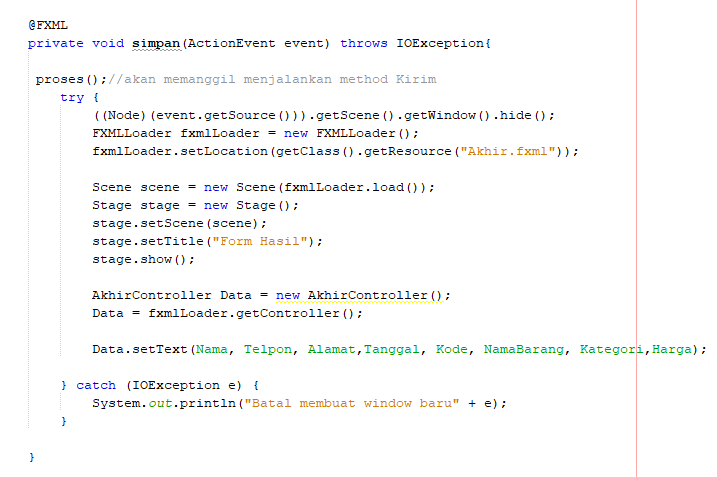 @FXML
private void simpan(ActionEvent event) throws IOException{
proses();//akan memanggil menjalankan method Kirim
try {
((Node)(event.getSource())).getScene().getWindow().hide();
FXMLLoader fxmlLoader = new FXMLLoader();
fxmlLoader.setLocation(getClass().getResource("Akhir.fxml"));
Scene scene = new Scene(fxmlLoader.load());
Stage stage = new Stage();
stage.setScene(scene);
stage.setTitle("Form Hasil");
stage.show();
AkhirController Data = new AkhirController();
Data = fxmlLoader.getController();
Data.setText(Nama, Telpon, Alamat,Tanggal, Kode, NamaBarang, Kategori,Harga);
} catch (IOException e) {
System.out.println("Batal membuat window baru" + e);
}
}